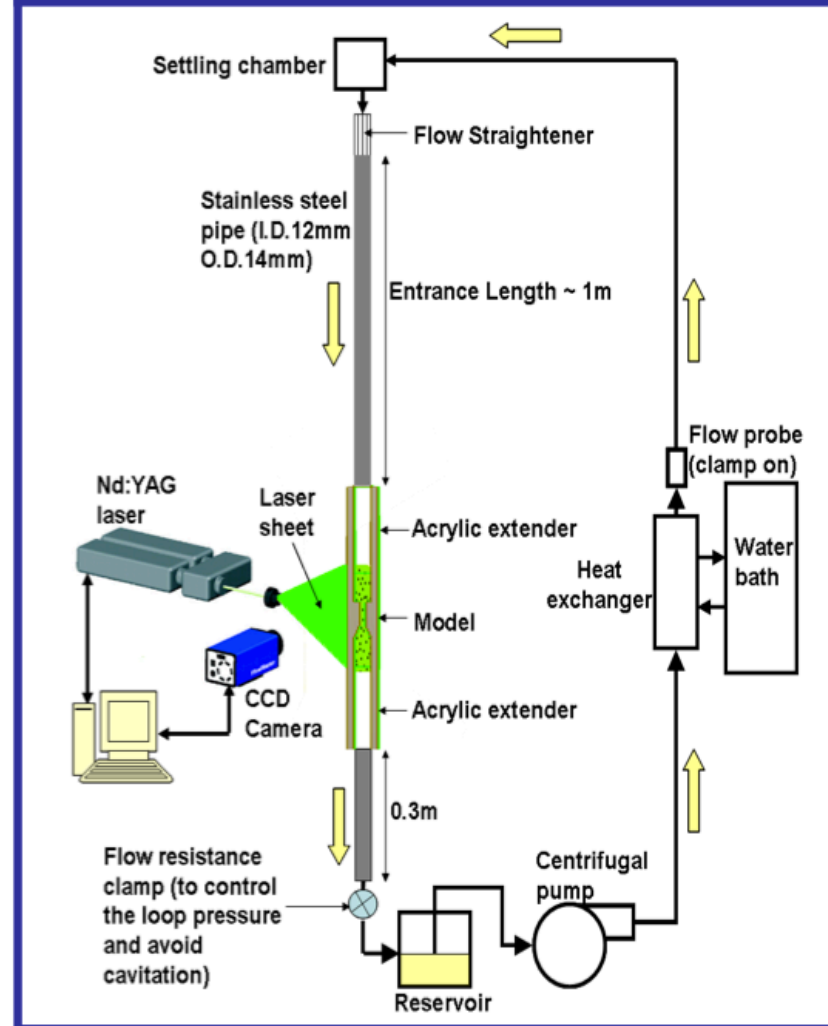 Settling chamber
Flow Straightener
Stainless steel
pipe (I.D.12mm
O.D.14mm)
Entrance Length ~ 1m
Flow probe
(clamp on)
Nd:YAG
laser
Laser
sheet
Acrylic extender
Water
bath
Heat
exchanger
Model
CCD
Camera
Acrylic extender
0.3m
Flow resistance
clamp (to control
the loop pressure
and avoid
cavitation)
Centrifugal
pump
Reservoir